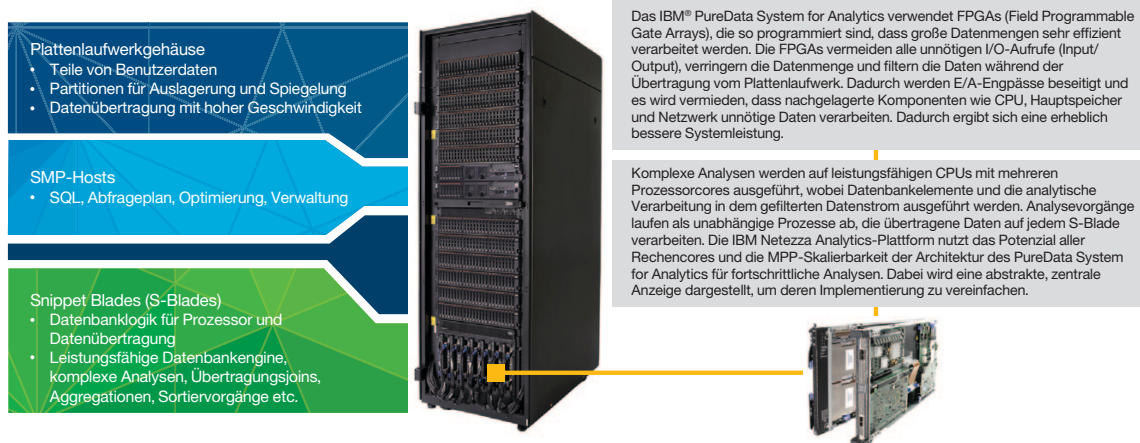 Plattenlaufwerkgehäuse
• Teile von Benutzerdaten
• Partitionen für Auslagerung und Spiegelung
• Datenübertragung mit hoher Geschwindigkeit
SMP-Hosts
• SQL, Abfrageplan, Optimierung, Verwaltung
Snippet Blades (S-Blades)
• Datenbanklogik für Prozessor und
Datenübertragung
• Leistungsfähige Datenbankengine,
komplexe Analysen, Übertragungsjoins,
Aggregationen, Sortiervorgänge etc.
Das IBM® PureData System for Analytics verwendet FPGAs (Field Programmable
Gate Arrays), die so programmiert sind, dass große Datenmengen sehr effizient
verarbeitet werden. Die FPGAs vermeiden alle unnötigen I/O-Aufrufe (Input/
Output), verringern die Datenmenge und filtern die Daten während der
Übertragung vom Plattenlaufwerk. Dadurch werden E/A-Engpässe beseitigt und
es wird vermieden, dass nachgelagerte Komponenten wie CPU, Hauptspeicher
und Netzwerk unnötige Daten verarbeiten. Dadurch ergibt sich eine erheblich
bessere Systemleistung.
Komplexe Analysen werden auf leistungsfähigen CPUs mit mehreren
Prozessorcores ausgeführt, wobei Datenbankelemente und die analytische
Verarbeitung in dem gefilterten Datenstrom ausgeführt werden. Analysevorgänge
laufen als unabhängige Prozesse ab, die übertragene Daten auf jedem S-Blade
verarbeiten. Die IBM Netezza Analytics-Plattform nutzt das Potenzial aller
Rechencores und die MPP-Skalierbarkeit der Architektur des PureData System
for Analytics für fortschrittliche Analysen. Dabei wird eine abstrakte, zentrale
Anzeige dargestellt, um deren Implementierung zu vereinfachen.